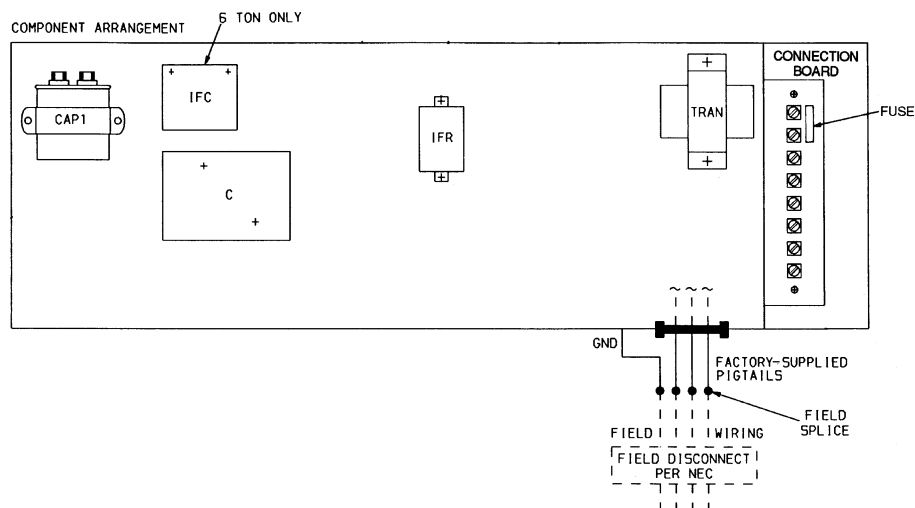 6 TON ONLY
COMPONENT ARRANGEMENT
CONNECTION
BOARD
IFC
CAP1
TRAN
FUSE
IFR
C
GND
FACTORY-SUPPLIED
PIGTAILS
FIELD
SPLICE
FIELD WIRING
FIELD DISCONNECT
PER NEC